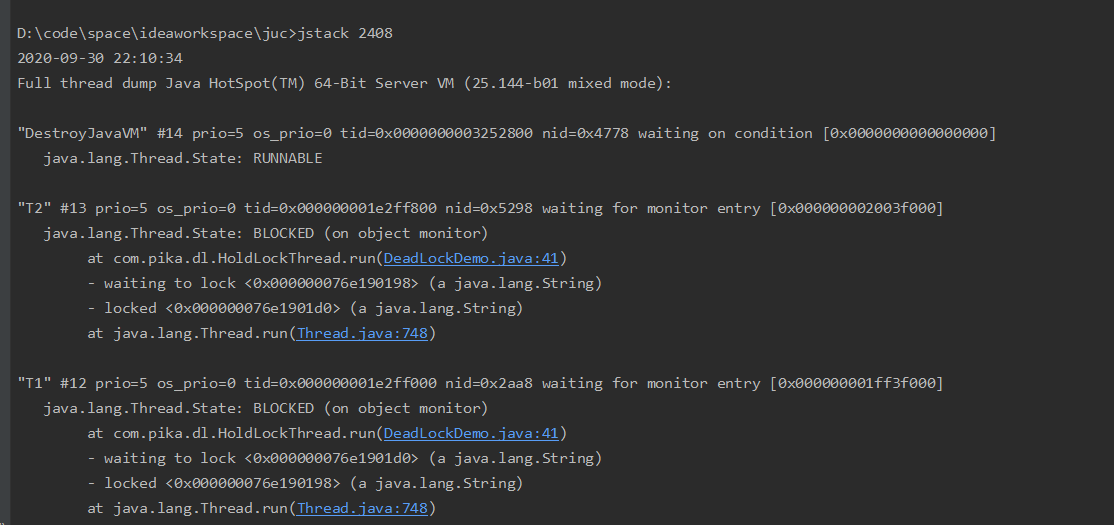 D:\code\space\ideaworkspace\juc>jstack 2408
2020-09-30 22:10:34
Full thread dump Java HotSpot(TM) 64-Bit Server VM (25.144-b01 mixed mode):
"DestroyJavaVM" #14 prio=5 os_prio=0 tid=0x0000000003252800 nid=0x4778 waiting on condition [0x0000000000000000]
java.lang.Thread.State: RUNNABLE
"T2" #13 prio=5 os_prio=0 tid=0x000000001e2ff800 nid=0x5298 waiting for monitor entry [0x000000002003f000]
java.lang.Thread.State: BLOCKED (on object monitor)
at com.pika.dl.HoldLockThread.run(DeadLockDemo.java:41)
- waiting to lock <0x000000076e190198> (a java.lang.String)
- locked <0x000000076e1901d0> (a java.lang.String)
at java.lang.Thread.run(Thread.java:748)
"T1" #12 prio=5 os_prio=0 tid=0x000000001e2ff000 nid=0x2aa8 waiting for monitor entry [0x000000001ff3f000]
java.lang.Thread.State: BLOCKED (on object monitor)
at com.pika.dl.HoldLockThread.run(DeadLockDemo.java:41)
- waiting to lock <0x000000076e1901d0> (a java.lang.String)
- locked <0x000000076e190198> (a java.lang.String)
at java.lang.Thread.run(Thread.java:748)